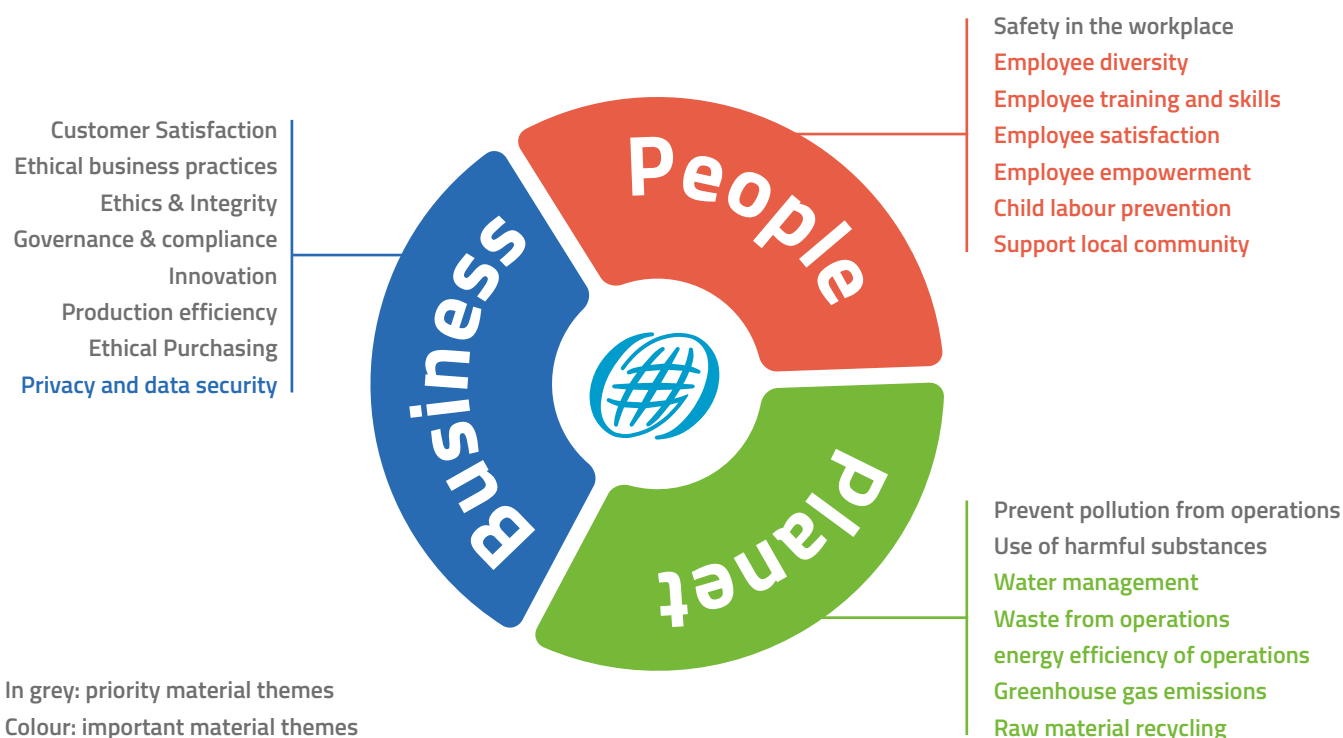 Safety in the workplace
Employee diversity
Employee training and skills
Employee satisfaction
Employee empowerment
Child labour prevention
Support local community
Customer Satisfaction
Ethical business practices
Ethics & Integrity
Governance & compliance
Innovation
Production efficiency
Ethical Purchasing
Privacy and data security
People
Business
Planet
Prevent pollution from operations
Use of harmful substances
Water management
Waste from operations
energy efficiency of operations
Greenhouse gas emissions
Raw material recycling
In grey: priority material themes
Colour: important material themes